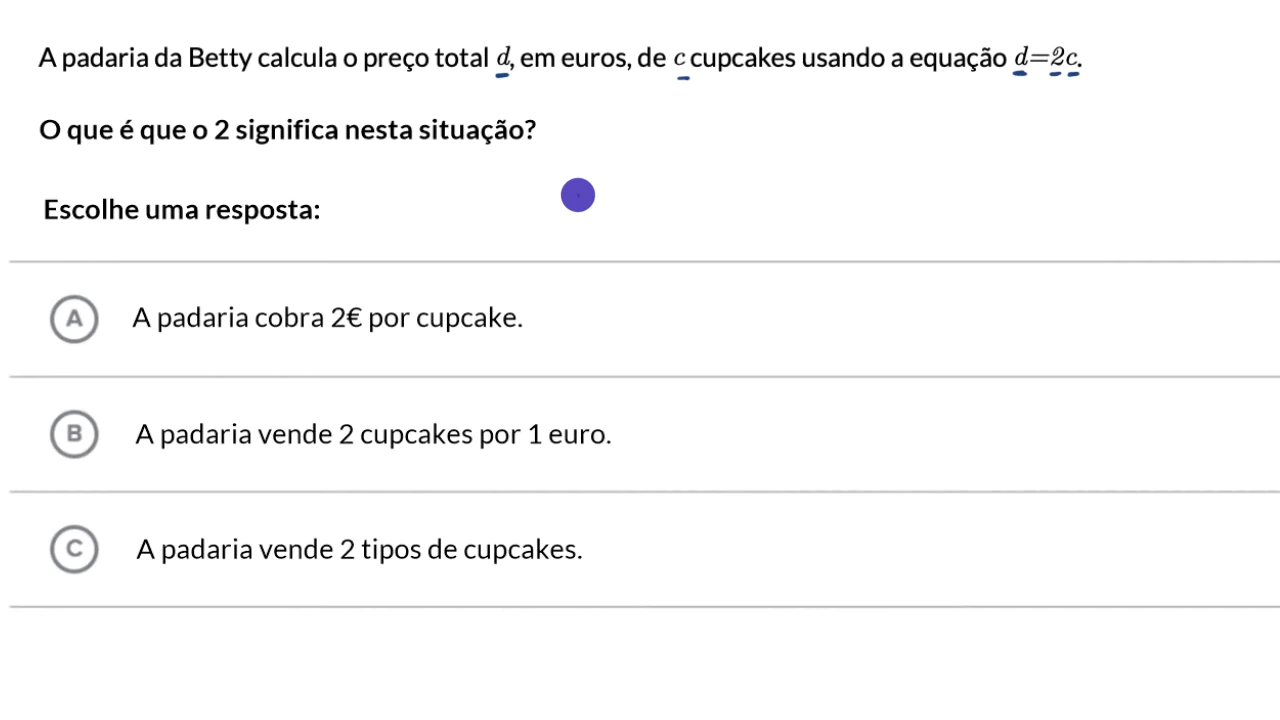 A padaria da Betty calcula o preço total d, em euros, de c cupcakes usando a equação d=2c.
O que é que o 2 significa nesta situação?
Escolhe uma resposta:
A A padaria cobra 2€ por cupcake.
B A padaria vende 2 cupcakes por 1 euro.
C A padaria vende 2 tipos de cupcakes.